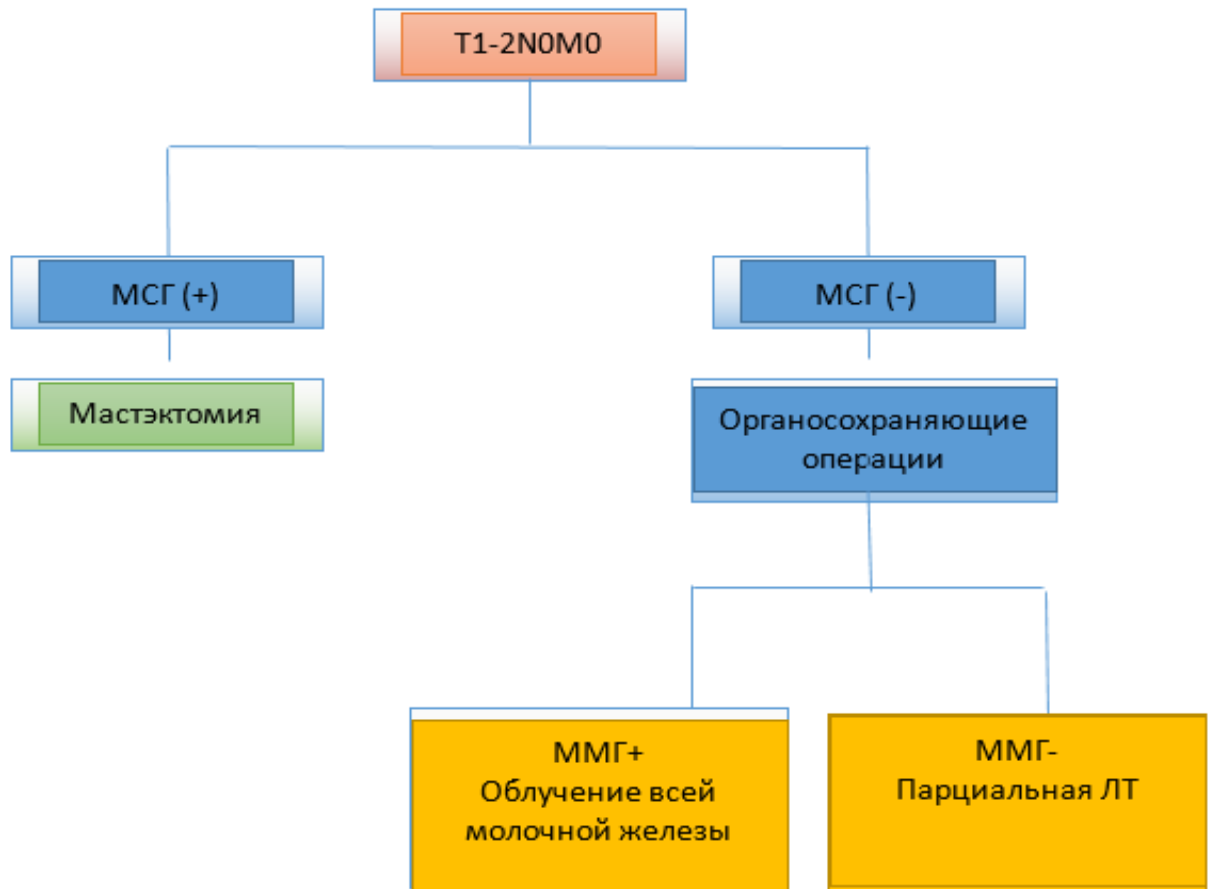 T1-2N0M0
МСГ (+)
МСГ (-)
Мастэктомия
Органосохраняющие
операции
ММГ+
Облучение всей
молочной железы
ММГ-
Парциальная ЛТ